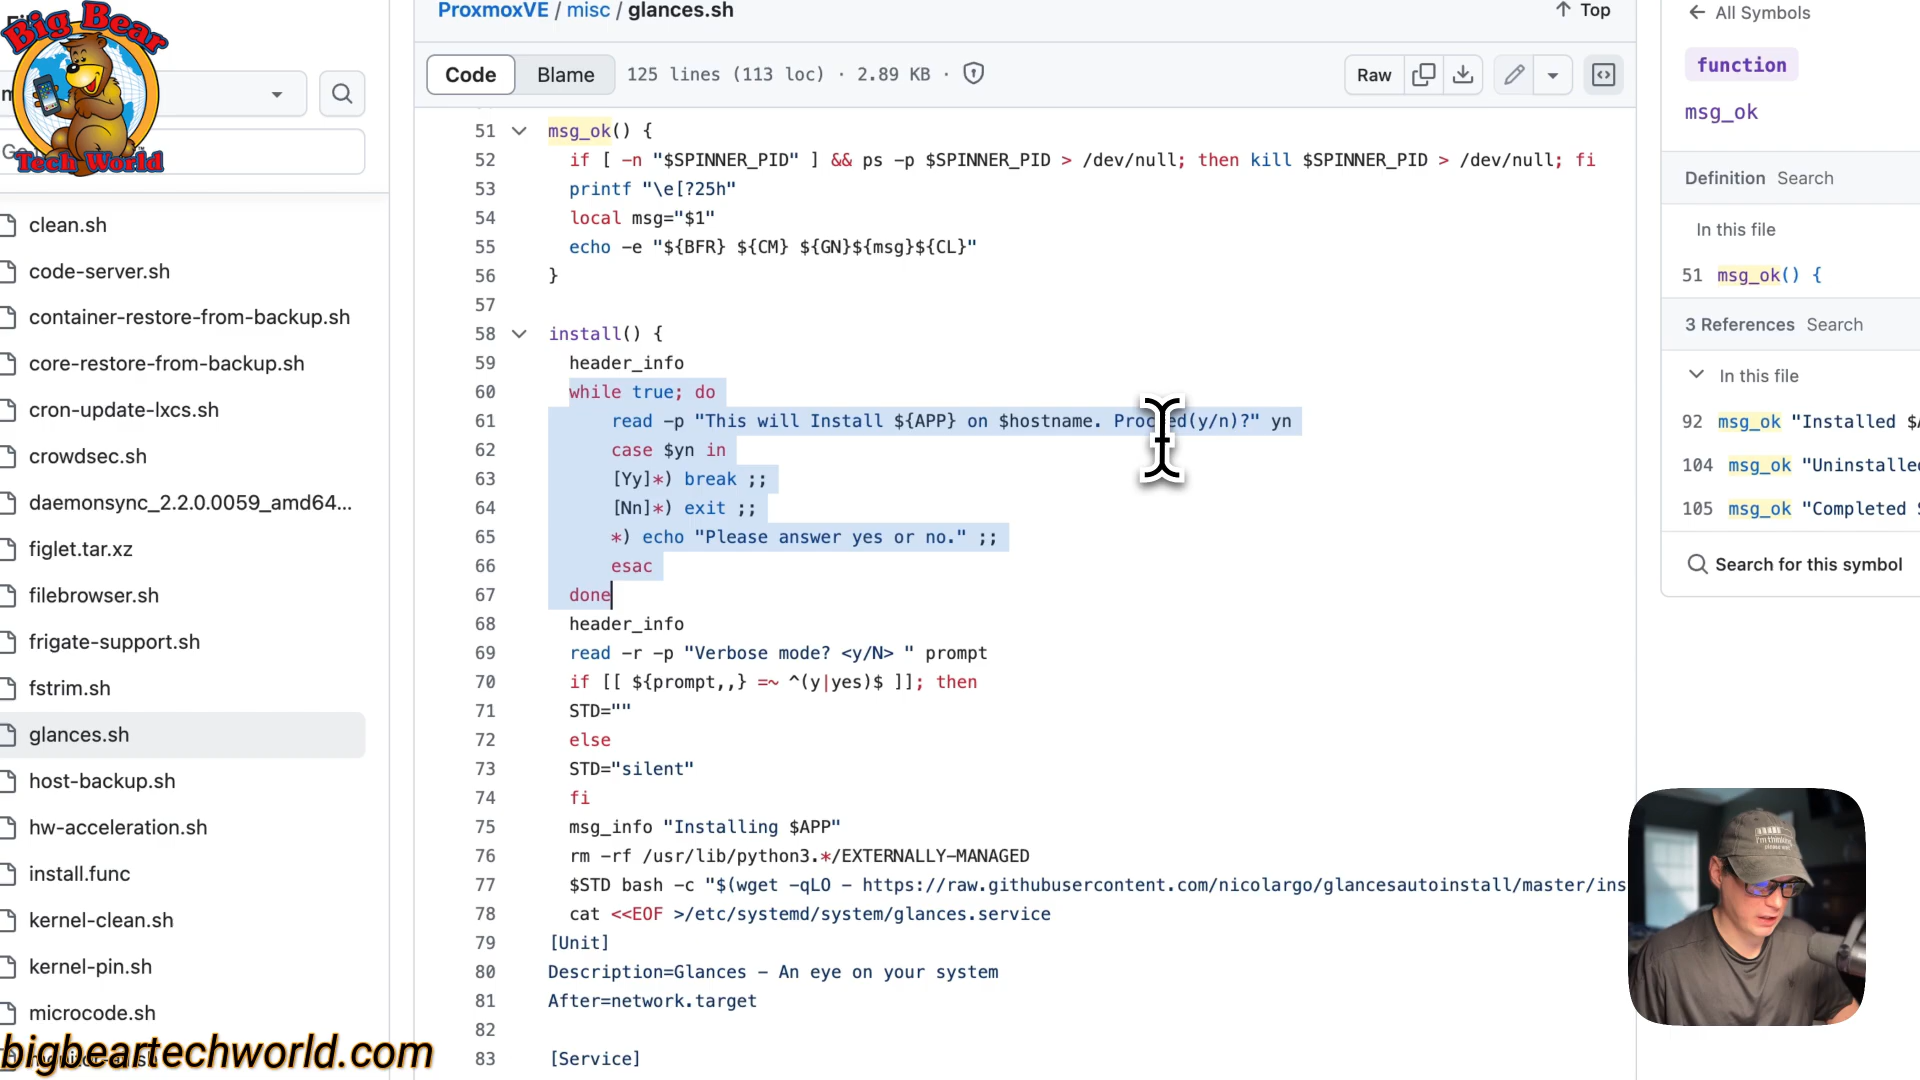 Big Bear
Tech World
ProxmoxVE / misc / glances.sh
Top
Code Blame 125 lines (113 loc) · 2.89 KB ·
Raw
51 msg_ok() {
52 if [ -n "$SPINNER_PID" ] && ps -p $SPINNER_PID > /dev/null; then kill $SPINNER_PID > /dev/null; fi
53 printf "\e[?25h"
54 local msg="$1"
55 echo -e "${BFR} ${CM} ${GN}${msg}${CL}"
56 }
57
58 install() {
59 header_info
60 while true; do
61 read -p "This will Install ${APP} on $hostname. Proceed(y/n)?" yn
62 case $yn in
63 [Yy]*) break ;;
64 [Nn]*) exit ;;
65 *) echo "Please answer yes or no." ;;
66 esac
67 done
68 header_info
69 read -r -p "Verbose mode? <y/N> " prompt
70 if [[ ${prompt,,} =~ ^(y|yes)$ ]]; then
71 STD=""
72 else
73 STD="silent"
74 fi
75 msg_info "Installing $APP"
76 rm -rf /usr/lib/python3.*/EXTERNALLY-MANAGED
77 $STD bash -c "$(wget -qLO - https://raw.githubusercontent.com/nicolargo/glancesautoinstall/master/ins
78 cat <<EOF >/etc/systemd/system/glances.service
79 [Unit]
80 Description=Glances - An eye on your system
81 After=network.target
82
83 [Service]
clean.sh
code-server.sh
container-restore-from-backup.sh
core-restore-from-backup.sh
cron-update-lxcs.sh
crowdsec.sh
daemonsync_2.2.0.0059_amd64...
figlet.tar.xz
filebrowser.sh
frigate-support.sh
fstrim.sh
glances.sh
host-backup.sh
hw-acceleration.sh
install.func
kernel-clean.sh
kernel-pin.sh
microcode.sh
bigbeartechworld.com
All Symbols
function
msg_ok
Definition Search
In this file
51 msg_ok() {
3 References Search
In this file
92 msg_ok "Installed $
104 msg_ok "Uninstalled
105 msg_ok "Completed
Search for this symbol